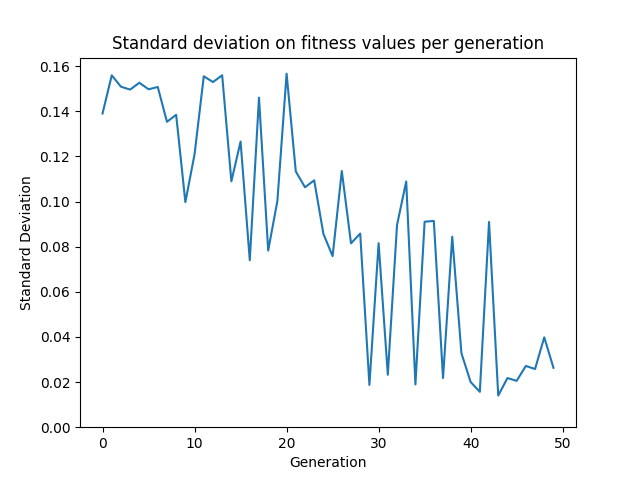 Standard deviation on fitness values per generation
0.16
0.14
0.12
0.10
0.08
0.06
0.04
0.02
0.00
Standard Deviation
0 10 20 30 40 50
Generation